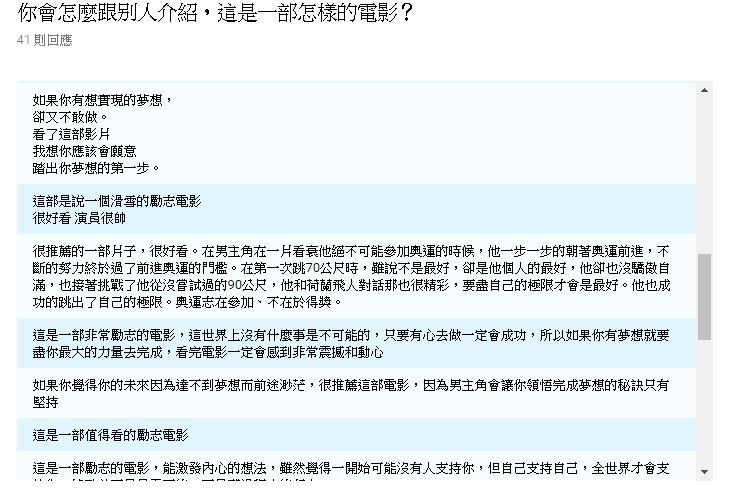 你會怎麼跟別人介紹，這是一部怎樣的電影？
41 則回應
如果你有想實現的夢想，
卻又不敢做。
看了這部影片
我想你應該會願意
踏出你夢想的第一步。
這部是說一個滑雪的勵志電影
很好看 演員很帥
很推薦的一部片子，很好看。在男主角在一片看衰他絕不可能參加奧運的時候，他一步一步的朝著奧運前進，不
斷的努力終於過了前進奧運的門檻。在第一次跳70公尺時，雖說不是最好，卻是他個人的最好，他卻也沒驕傲自
滿，也接著挑戰了他從沒嘗試過的90公尺，他和荷蘭飛人對話那也很精彩，要盡自己的極限才會是最好。他也成
功的跳出了自己的極限。奧運志在參加、不在於得獎。
這是一部非常勵志的電影，這世界上沒有什麼事是不可能的，只要有心去做一定會成功，所以如果你有夢想就要
盡你最大的力量去完成，看完電影一定會感到非常震撼和動心
如果你覺得你的未來因為達不到夢想而前途渺茫，很推薦這部電影，因為男主角會讓你領悟完成夢想的秘訣只有
堅持
這是一部值得看的勵志電影
這是一部勵志的電影，能激發內心的想法，雖然覺得一開始可能沒有人支持你，但自己支持自己，全世界才會支